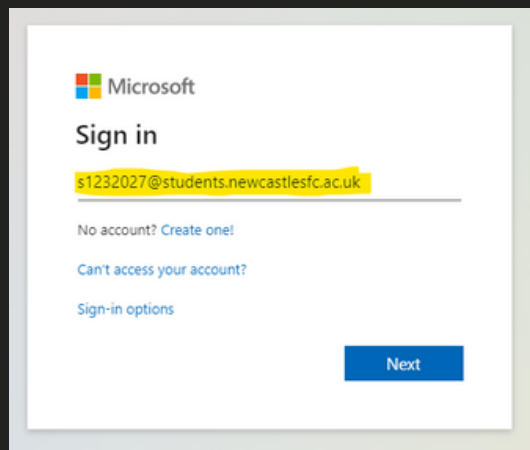 Microsoft
Sign in
s1232027@students.newcastlesfc.ac.uk
No account? Create one!
Can't access your account?
Sign-in options
Next